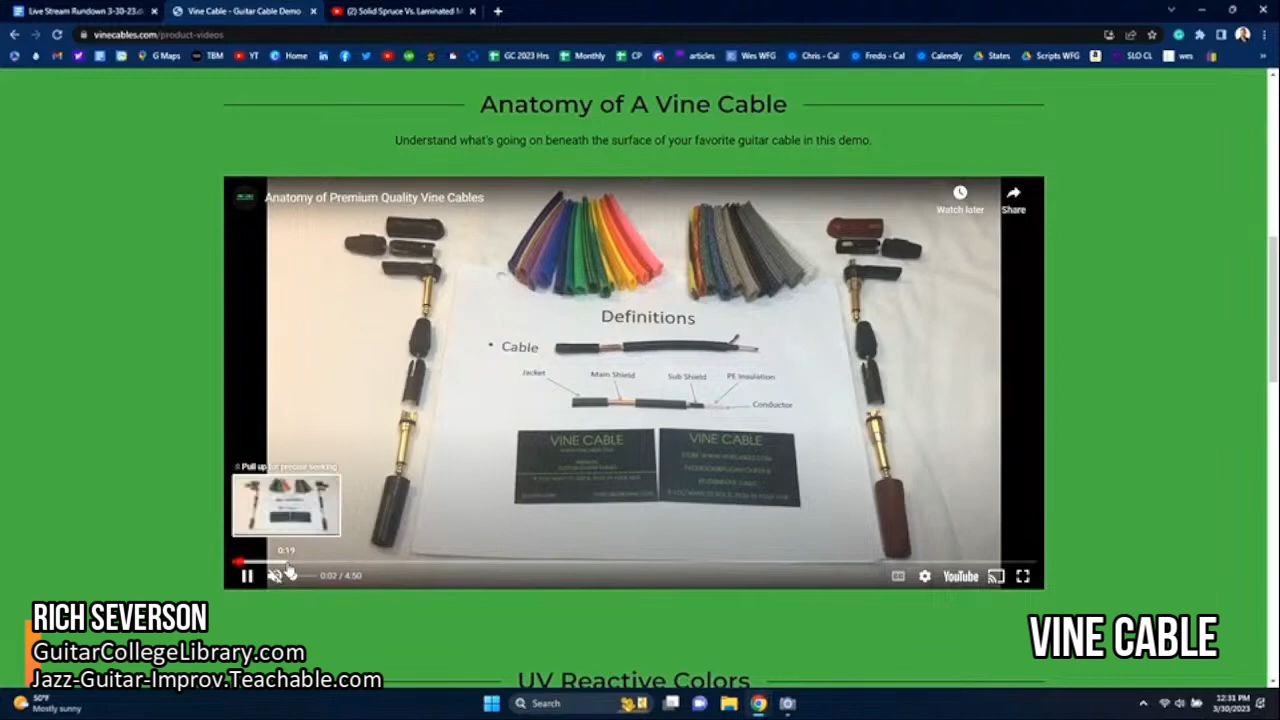 Live Stream Rundown 3-30-23.d
Vine Cable - Guitar Cable Demo
(2) Solid Spruce Vs. Laminated
vinecables.com/product-videos
G Maps
TBM
YT
Home
GC 2023 Hrs
Monthly
CP
articles
Wes WFG
Chris - Cal
Fredo - Cal
Calendly
States
Scripts WFG
SLO CL
wes
Anatomy of A Vine Cable
Understand what's going on beneath the surface of your favorite guitar cable in this demo.
Anatomy of Premium Quality Vine Cables
Watch later
Share
Definitions
• Cable
Jacket
Main Shield
Sub Shield
PE Insulation
Conductor
VINE CABLE
VINE CABLE
Pull up for precise seeking
0:19
0:02 / 4:50
CC
YouTube
RICH SEVERSON
GuitarCollegeLibrary.com
Jazz-Guitar-Improv.Teachable.com
VINE CABLE
UV Reactive Colors
50°F
Mostly sunny
Search
12:31 PM
3/30/2023